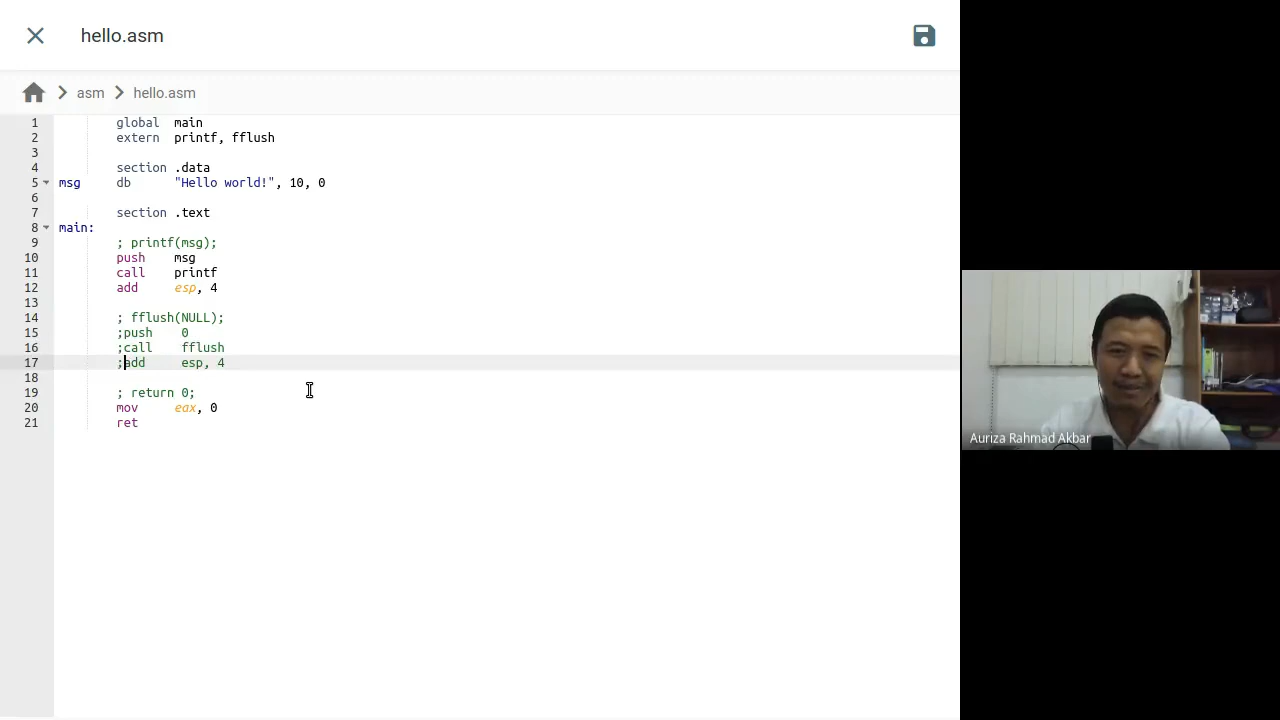 hello.asm
asm hello.asm
1 global main
2 extern printf, fflush
3
4 section .data
5 msg db "Hello world!", 10, 0
6
7 section .text
8 main:
9 ; printf(msg);
10 push msg
11 call printf
12 add esp, 4
13
14 ; fflush(NULL);
15 ;push 0
16 ;call fflush
17 ;add esp, 4
18
19 ; return 0;
20 mov eax, 0
21 ret
Auriza Rahmad Akbar